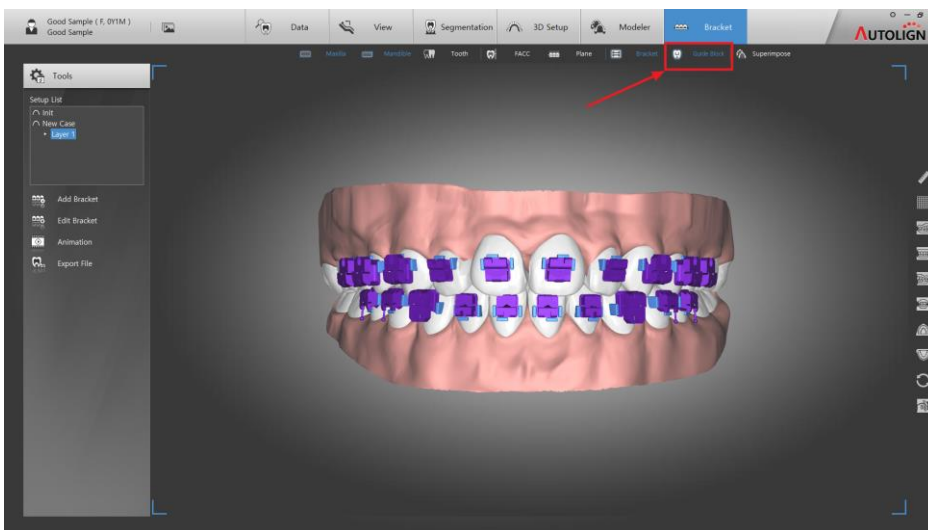 Good Sample ( F, 0Y1M )
Good Sample
Data View Segmentation 3D Setup Modeler Bracket
AUTOLIGN
Maxilla Mandible Tooth FACC Plane Bracket Guide Block Superimpose
Tools
Setup List
Init
New Case
Layer 1
Add Bracket
Edit Bracket
Animation
Export File